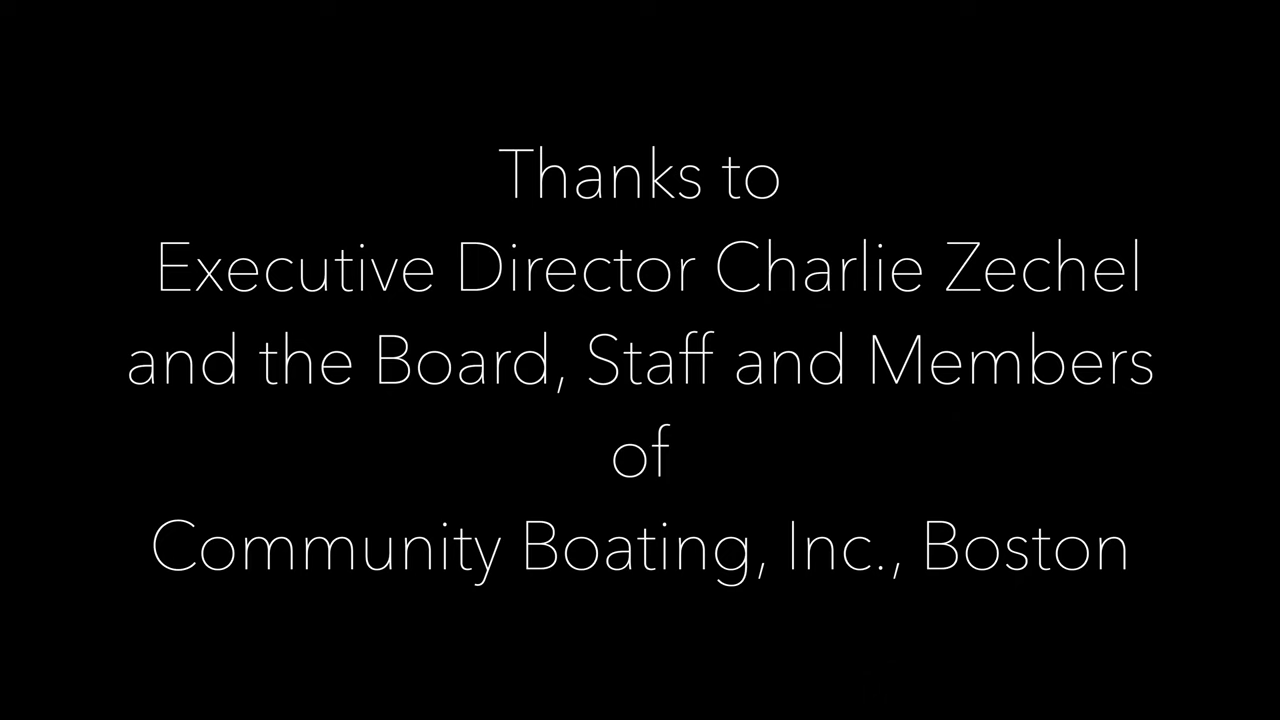 Thanks to
Executive Director Charlie Zechel
and the Board, Staff and Members
of
Community Boating, Inc., Boston